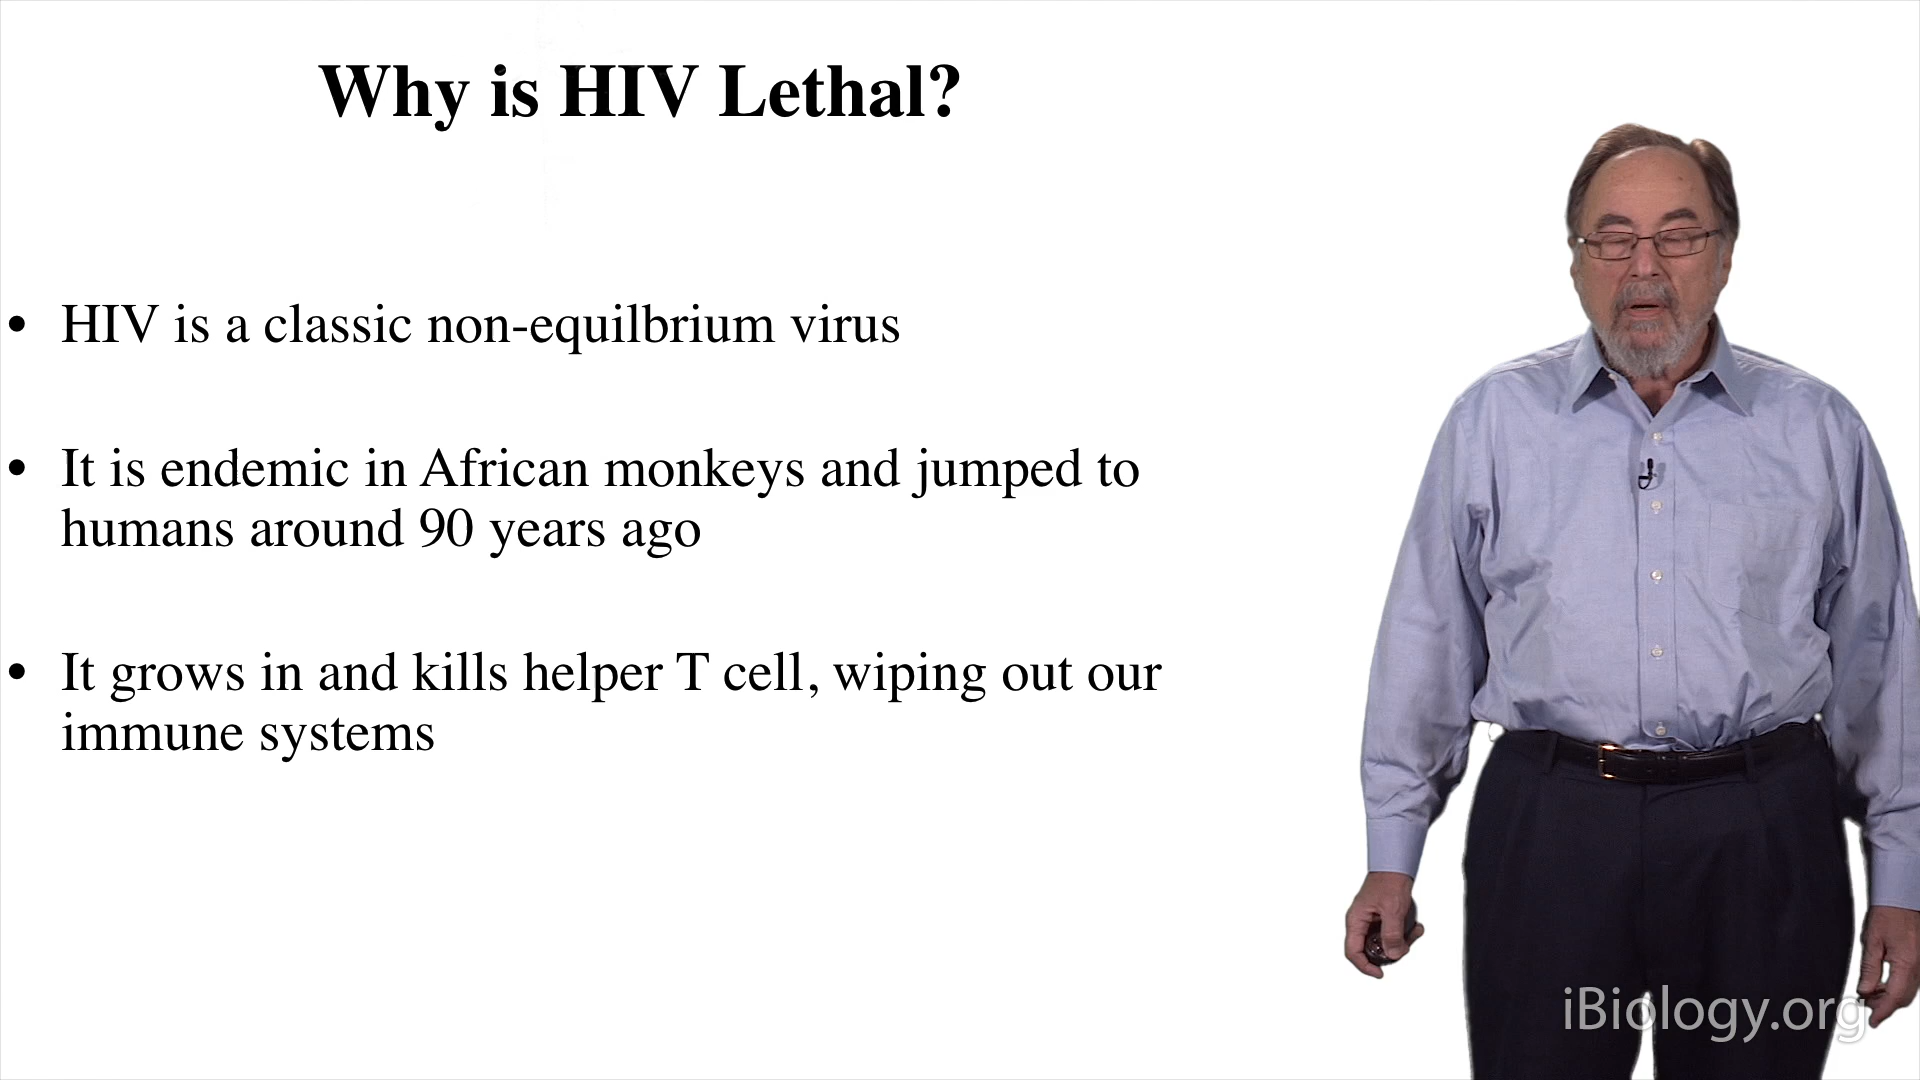 Why is HIV Lethal?
• HIV is a classic non-equilbrium virus
• It is endemic in African monkeys and jumped to
humans around 90 years ago
• It grows in and kills helper T cell, wiping out our
immune systems
iBiology.org